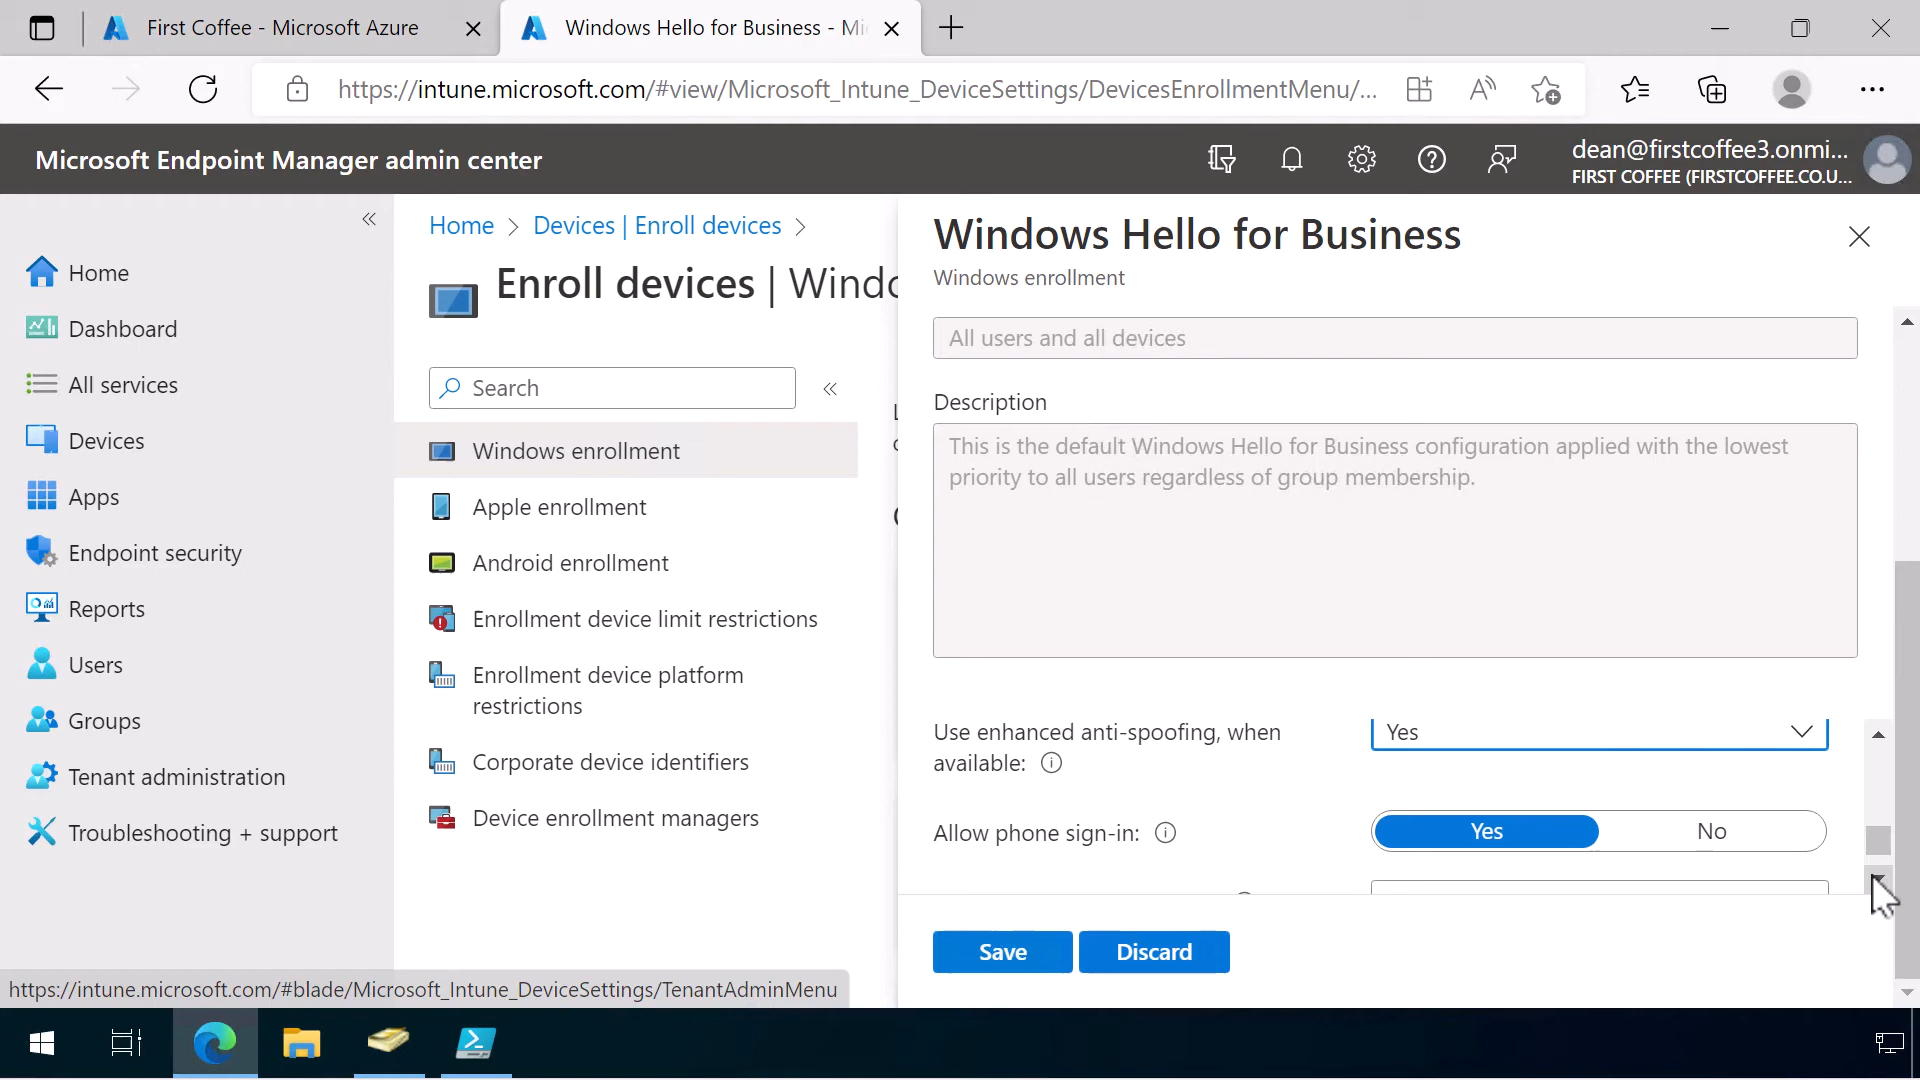 First Coffee - Microsoft Azure
Windows Hello for Business - Mi
https://intune.microsoft.com/#view/Microsoft_Intune_DeviceSettings/DevicesEnrollmentMenu/...
Microsoft Endpoint Manager admin center
dean@firstcoffee3.onmi...
FIRST COFFEE (FIRSTCOFFEE.CO.U...
Home
Dashboard
All services
Devices
Apps
Endpoint security
Reports
Users
Groups
Tenant administration
Troubleshooting + support
Home > Devices | Enroll devices >
Enroll devices | Windo
Search
Windows enrollment
Apple enrollment
Android enrollment
Enrollment device limit restrictions
Enrollment device platform
restrictions
Corporate device identifiers
Device enrollment managers
Windows Hello for Business
Windows enrollment
All users and all devices
Description
This is the default Windows Hello for Business configuration applied with the lowest
priority to all users regardless of group membership.
Use enhanced anti-spoofing, when
available:
Yes
Allow phone sign-in:
Yes
No
Save
Discard
https://intune.microsoft.com/#blade/Microsoft_Intune_DeviceSettings/TenantAdminMenu